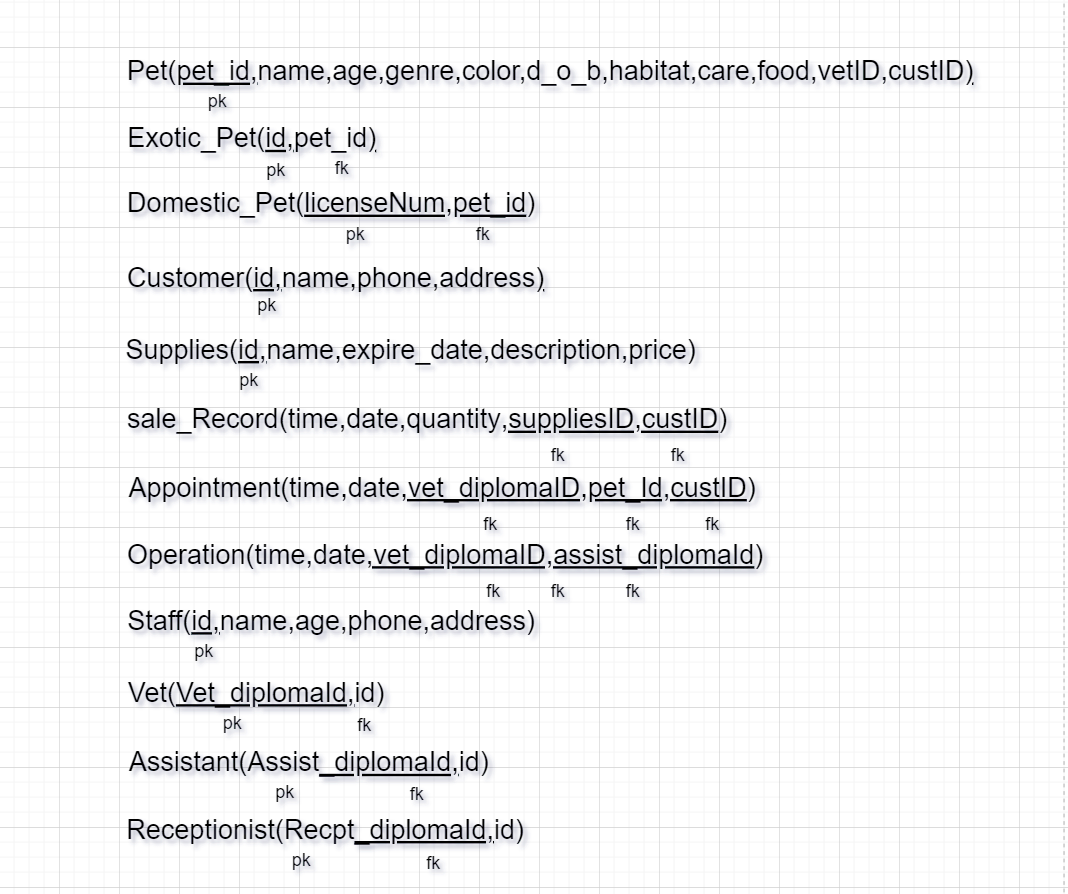 Pet(pet_id,name,age,genre,color,d_o_b,habitat,care,food,vetID,custID)
pk
Exotic_Pet(id,pet_id)
pk fk
Domestic_Pet(licenseNum,pet_id)
pk fk
Customer(id,name,phone,address)
pk
Supplies(id,name,expire_date,description,price)
pk
sale_Record(time,date,quantity,suppliesID,custID)
fk fk
Appointment(time,date,vet_diplomaID,pet_Id,custID)
fk fk fk
Operation(time,date,vet_diplomaID,assist_diplomaId)
fk fk fk
Staff(id,name,age,phone,address)
pk
Vet(Vet_diplomaId,id)
pk fk
Assistant(Assist_diplomaId,id)
pk fk
Receptionist(Recpt_diplomaId,id)
pk fk